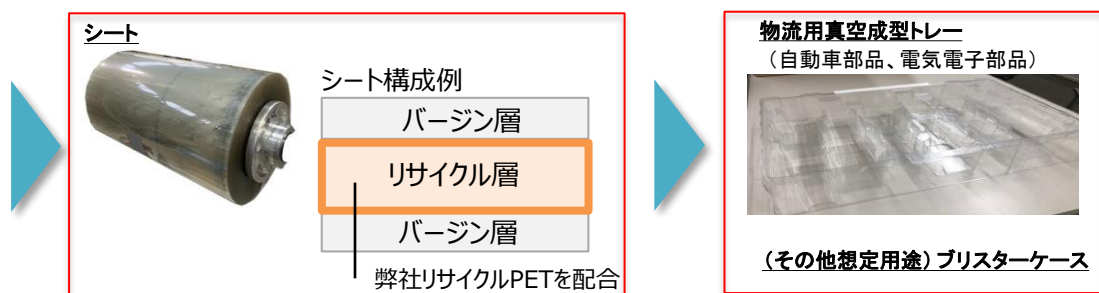 シート
シート構成例
バージン層
リサイクル層
バージン層
弊社リサイクルPETを配合
物流用真空成型トレー
（自動車部品、電気電子部品）
（その他想定用途）ブリスターケース